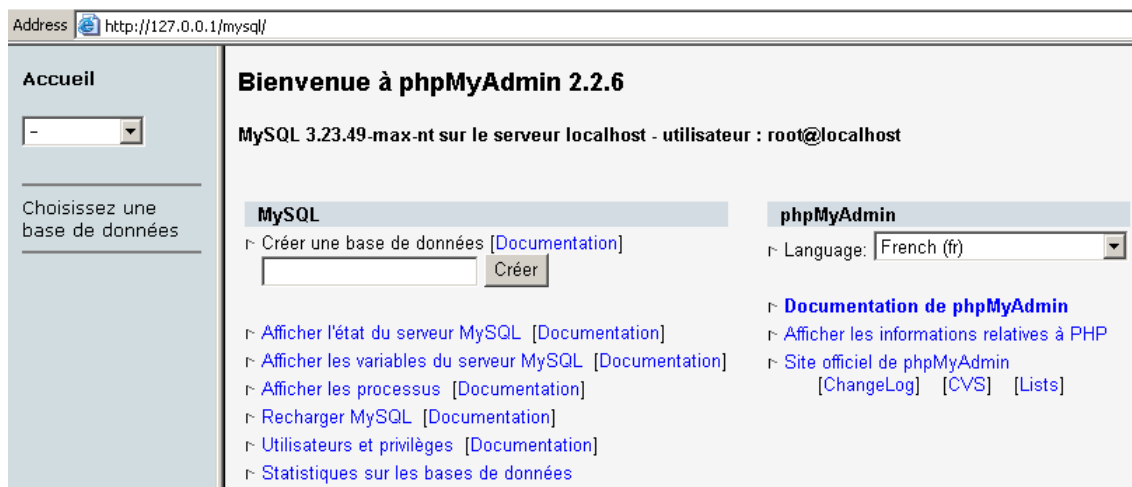 Address http://127.0.0.1/mysql/
Accueil
-
Choisissez une
base de données
Bienvenue à phpMyAdmin 2.2.6
MySQL 3.23.49-max-nt sur le serveur localhost - utilisateur : root@localhost
MySQL
Créer une base de données [Documentation]
Créer
Afficher l'état du serveur MySQL [Documentation]
Afficher les variables du serveur MySQL [Documentation]
Afficher les processus [Documentation]
Recharger MySQL [Documentation]
Utilisateurs et privilèges [Documentation]
Statistiques sur les bases de données
phpMyAdmin
Language: French (fr)
Documentation de phpMyAdmin
Afficher les informations relatives à PHP
Site officiel de phpMyAdmin
[ChangeLog] [CVS] [Lists]